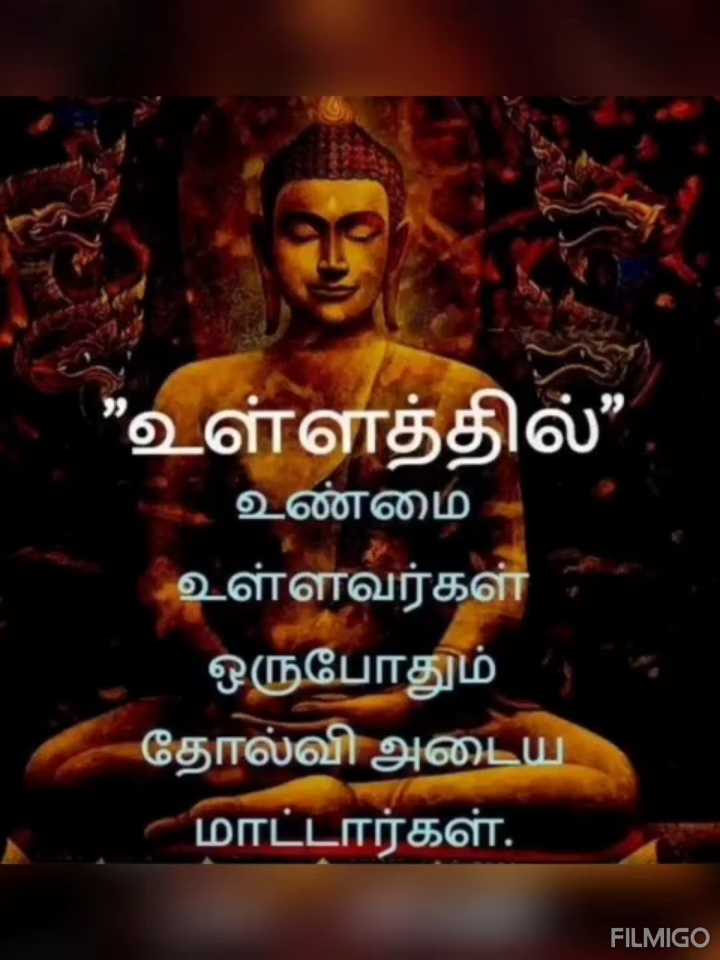 ”உள்ளத்தில்”
உண்மை
உள்ளவர்கள்
ஒருபோதும்
தோல்வி அடைய
மாட்டார்கள்.
FILMIGO